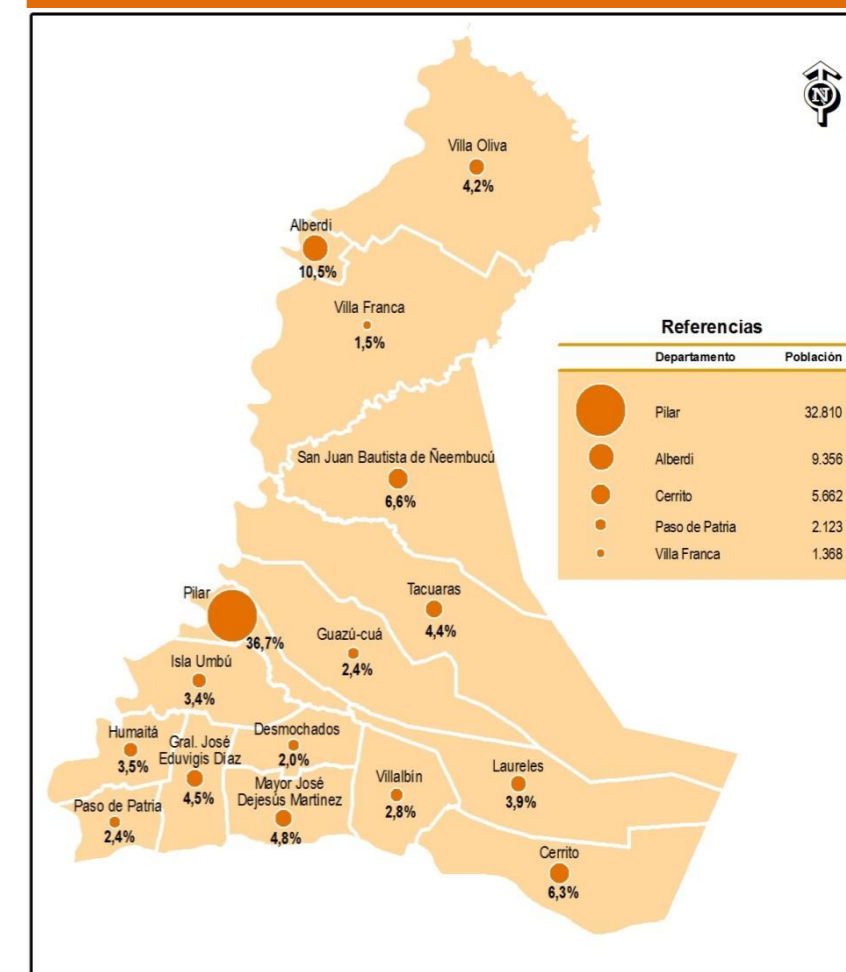 N
Villa Oliva
4,2%
Alberdi
10,5%
Villa Franca
1,5%
San Juan Bautista de Ñeembucú
6,6%
Pilar
36,7%
Tacuaras
4,4%
Guazú-cuá
2,4%
Isla Umbú
3,4%
Humaitá
3,5%
Gral. José
Eduvigis Díaz
4,5%
Desmochados
2,0%
Mayor José
Dejesús Martinez
4,8%
Villalbín
2,8%
Laureles
3,9%
Paso de Patria
2,4%
Cerrito
6,3%
Referencias
Departamento Población
Pilar 32.810
Alberdi 9.356
Cerrito 5.662
Paso de Patria 2.123
Villa Franca 1.368